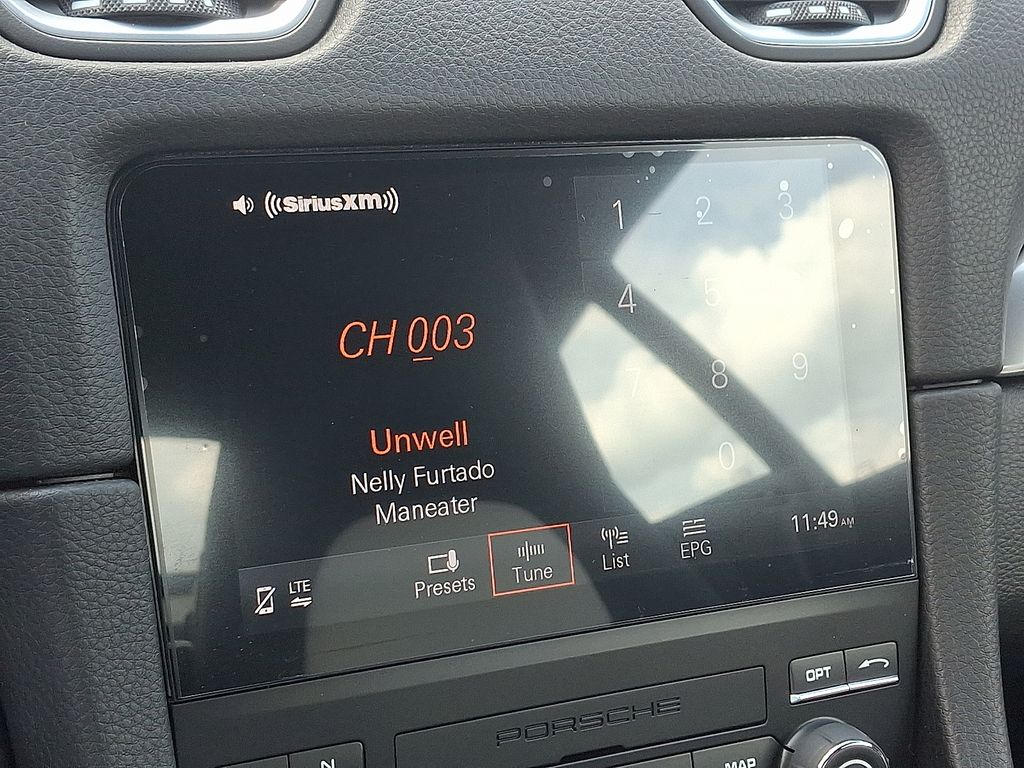 SiriusXm
1 2 3
4 5
7 8 9
0
CH 003
Unwell
Nelly Furtado
Maneater
LTE
Presets
Tune
List
EPG
11:49 AM
OPT
PORSCHE
MAP